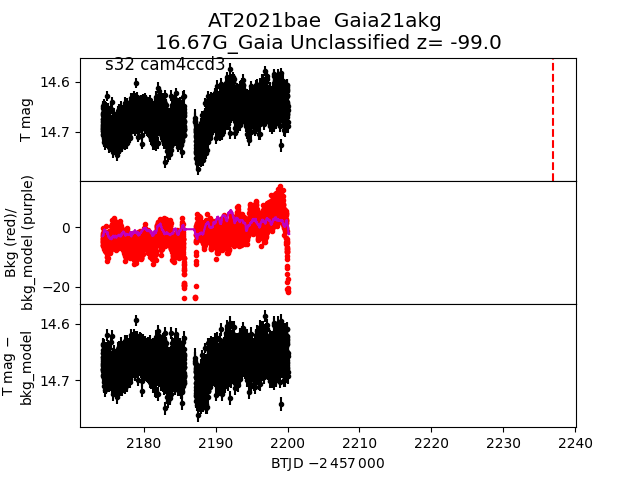 AT2021bae  Gaia21akg
16.67G_Gaia Unclassified z= -99.0
s32 cam4ccd3
14.6
14.7
T mag
0
−20
Bkg (red)/
bkg_model (purple)
14.6
14.7
T mag −
bkg_model
2180
2190
2200
2210
2220
2230
2240
BTJD −2 457 000